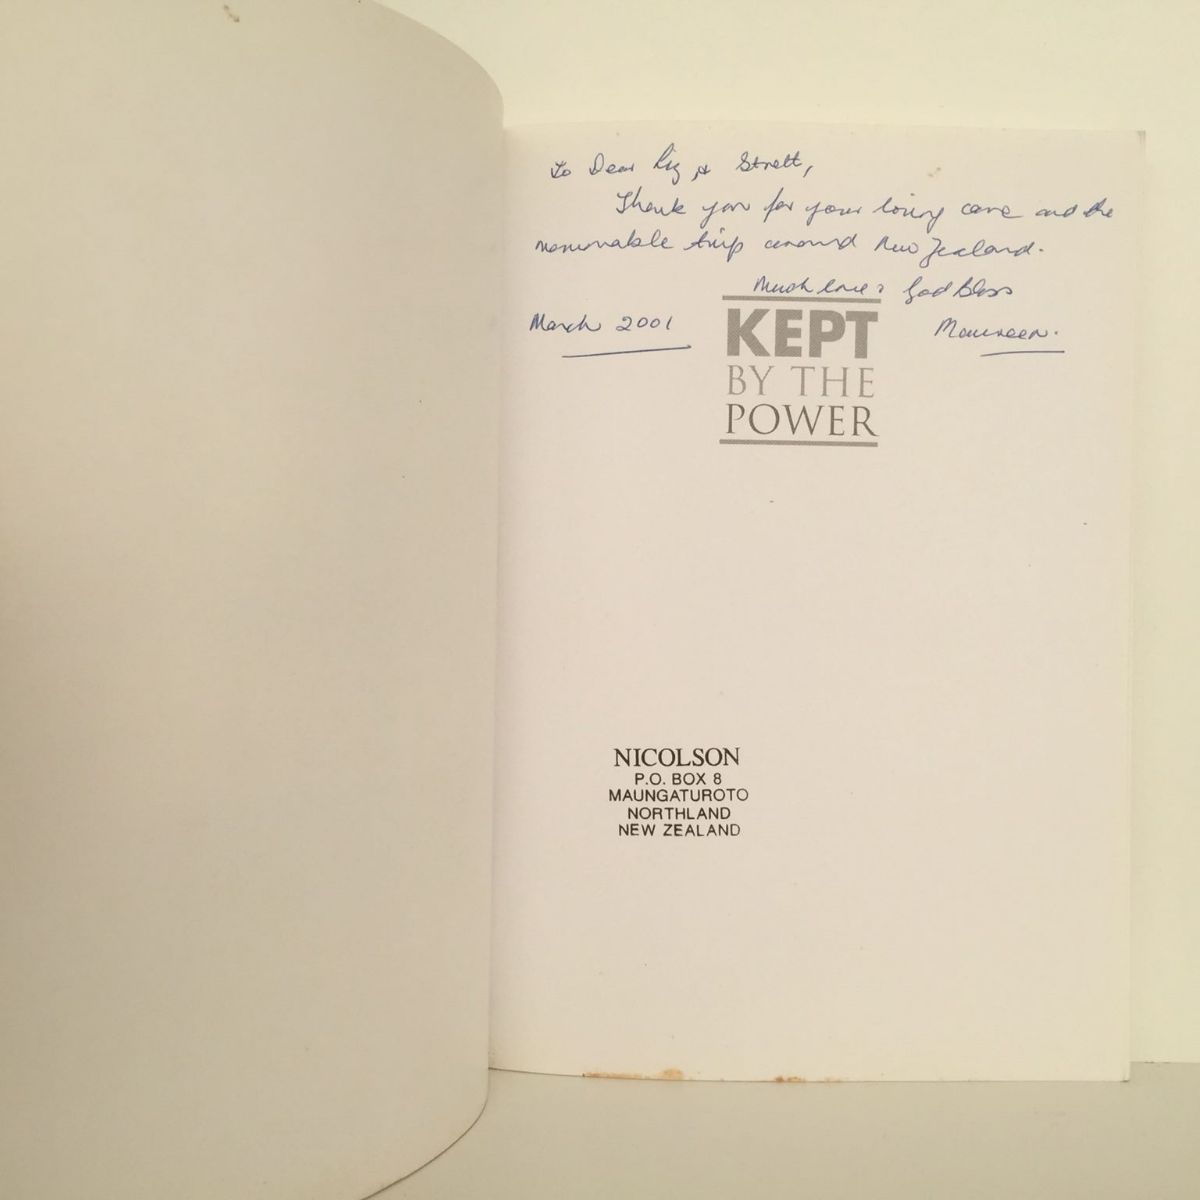 To Dear Liz & Strett,
Thank you for your loving care and the
memorable trip around New Zealand.
Much love & God Bless
March 2001
Maureen.
KEPT
BY THE
POWER
NICOLSON
P.O. BOX 8
MAUNGATUROTO
NORTHLAND
NEW ZEALAND